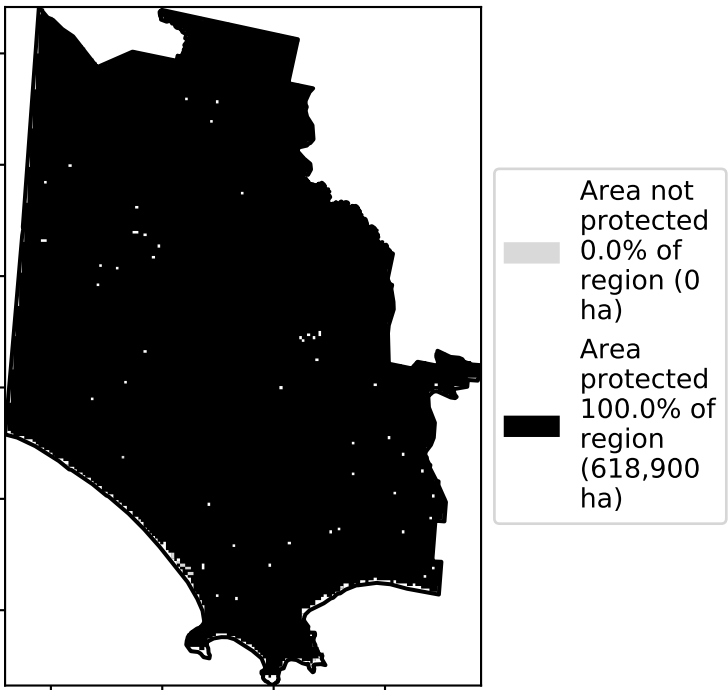 Area not
protected
0.0% of
region (0
ha)
Area
protected
100.0% of
region
(618,900
ha)